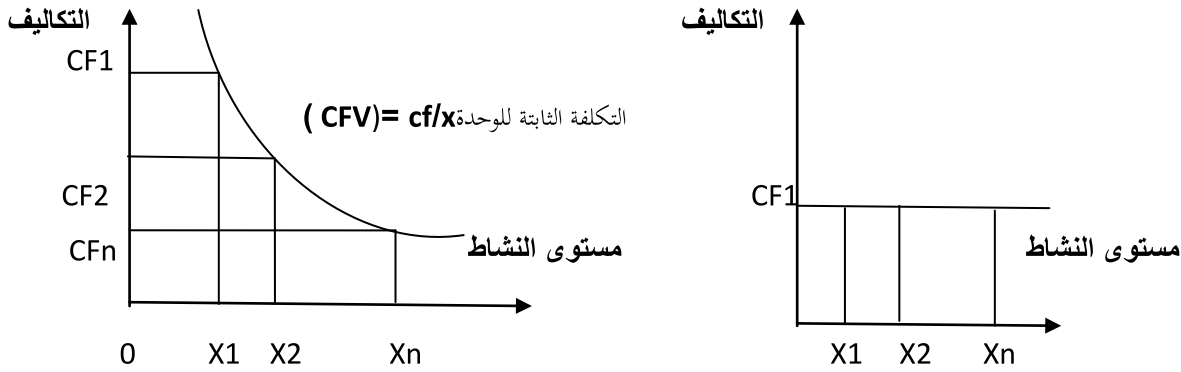 التكاليف
CF1
التكلفة الثابتة للوحدة( CFV)= cf/x
CF2
CFn
مستوى النشاط
0 X1 X2 Xn
التكاليف
CF1
مستوى النشاط
X1 X2 Xn